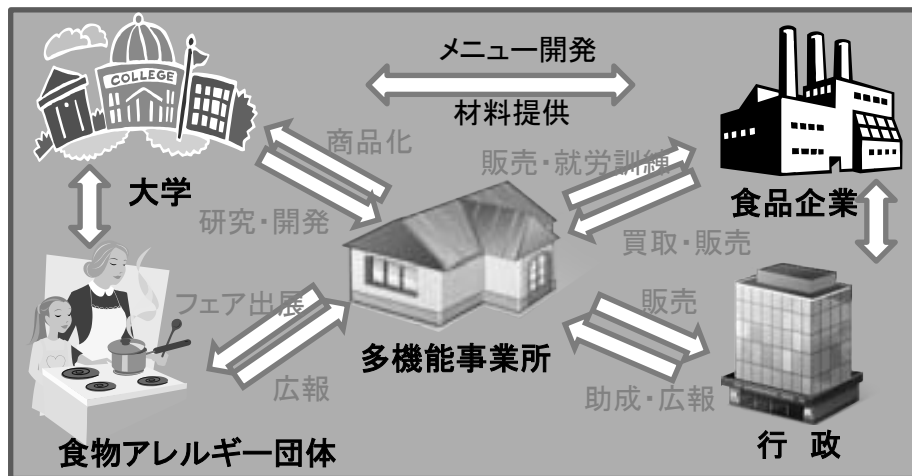 メニュー開発
COLLEGE
材料提供
商品化
販売・就労訓練
大学
食品企業
研究・開発
買取・販売
フェア出展
販売
多機能事業所
広報
助成・広報
食物アレルギー団体
行 政